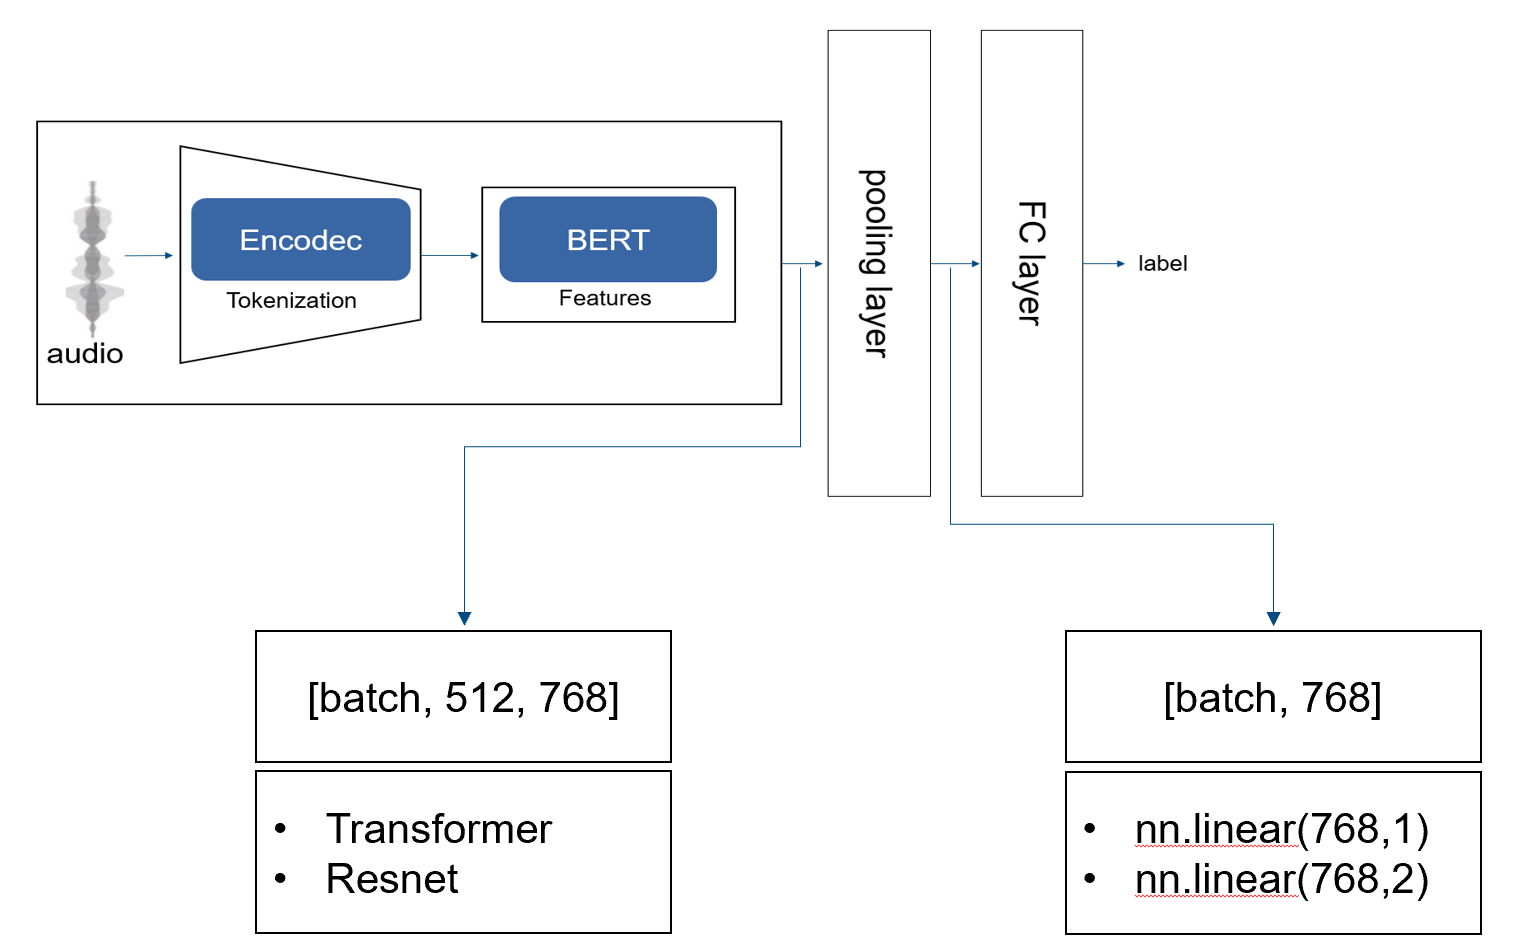 audio
Encodec
Tokenization
BERT
Features
pooling layer
FC layer
label
[batch, 512, 768]
• Transformer
• Resnet
[batch, 768]
• nn.linear(768,1)
• nn.linear(768,2)